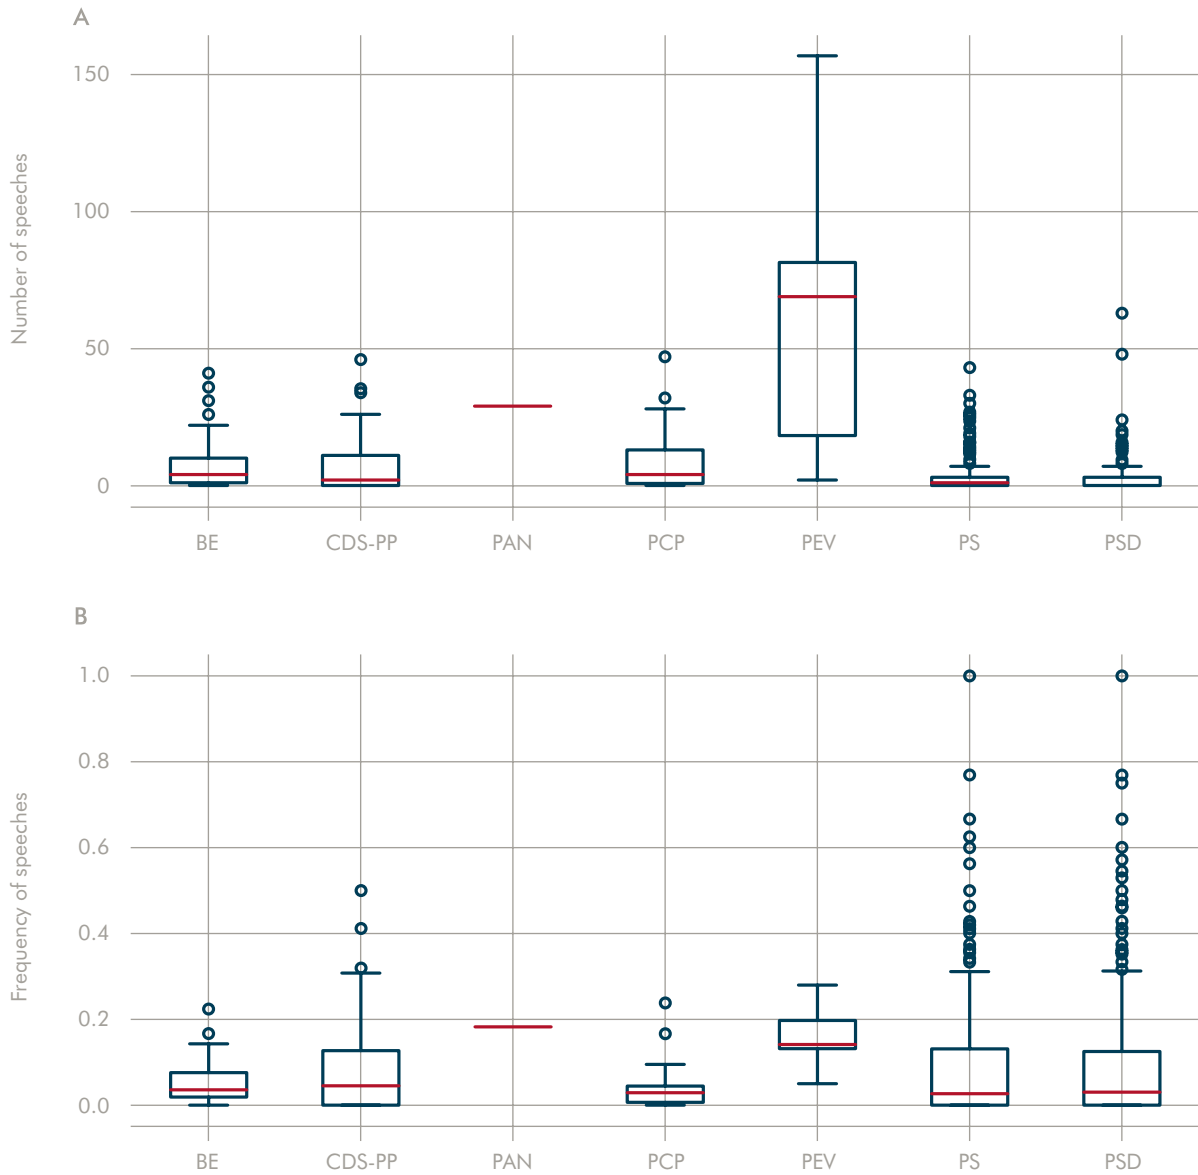 A
Number of speeches
150
100
50
0
BE CDS-PP PAN PCP PEV PS PSD
B
Frequency of speeches
1.0
0.8
0.6
0.4
0.2
0.0
BE CDS-PP PAN PCP PEV PS PSD